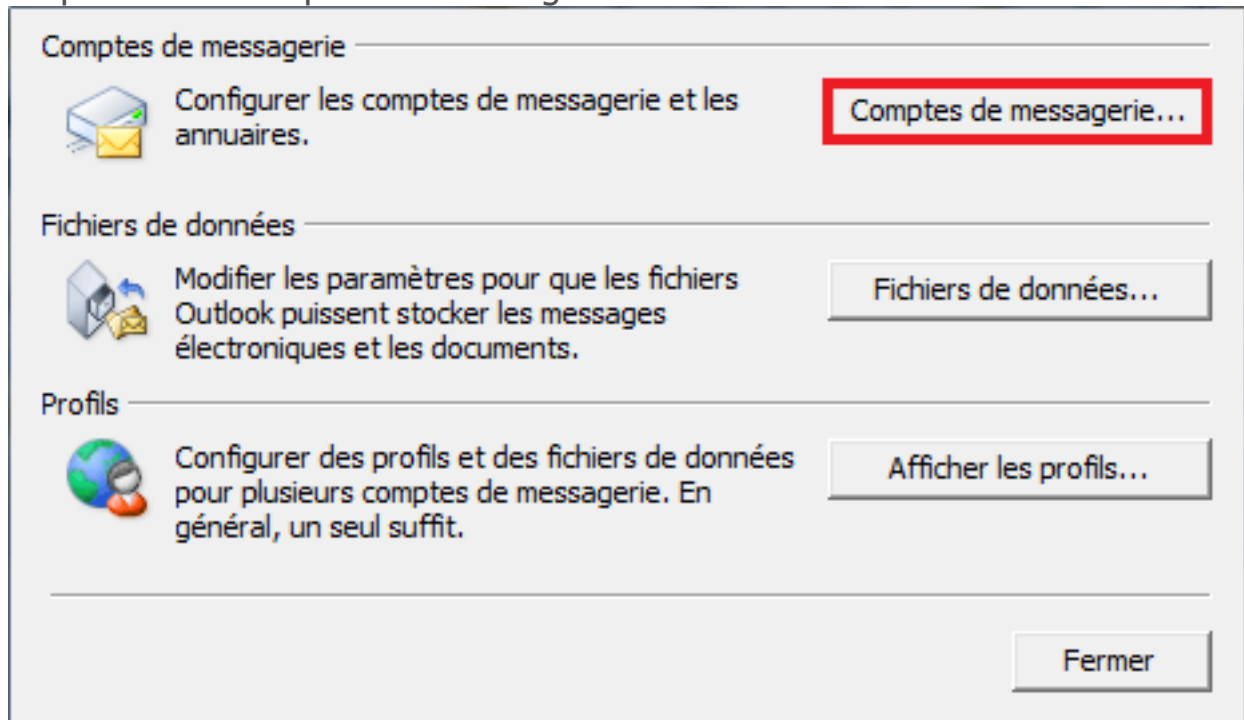 Comptes de messagerie
Configurer les comptes de messagerie et les
annuaires.
Comptes de messagerie...
Fichiers de données
Modifier les paramètres pour que les fichiers
Outlook puissent stocker les messages
électroniques et les documents.
Fichiers de données...
Profils
Configurer des profils et des fichiers de données
pour plusieurs comptes de messagerie. En
général, un seul suffit.
Afficher les profils...
Fermer